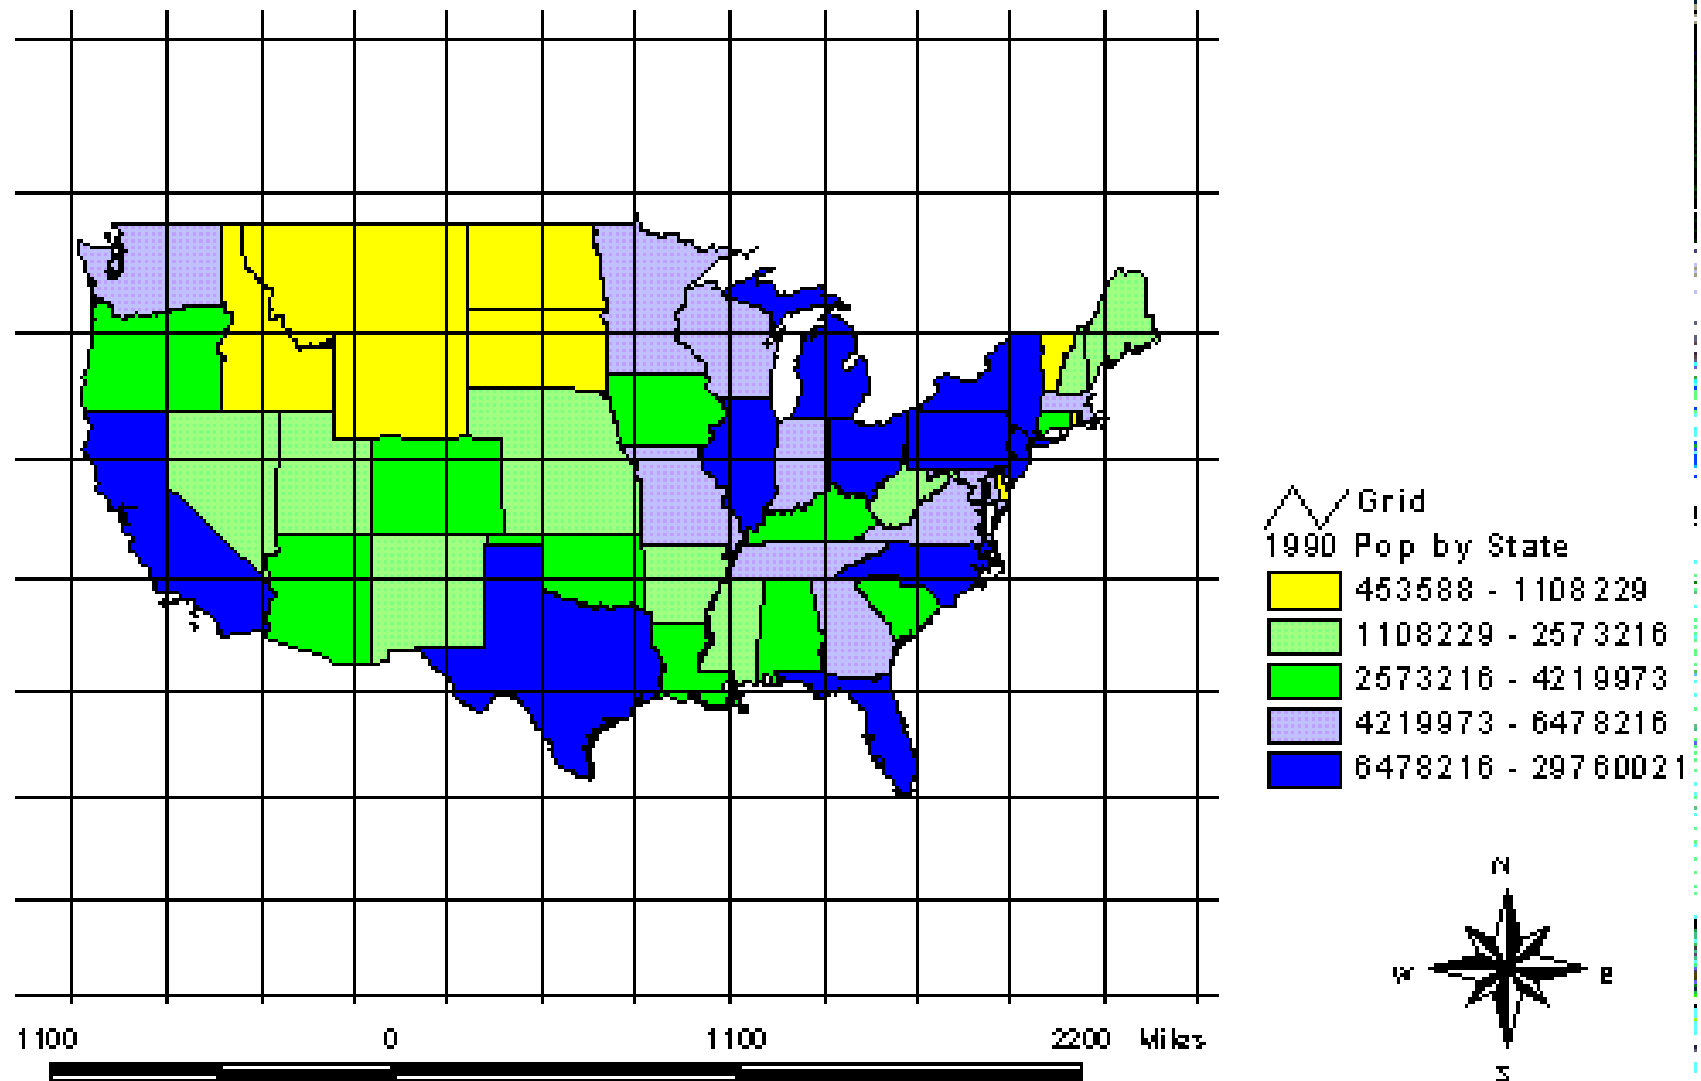 Grid
1990 Pop by State
453588 - 1108229
1108229 - 2573216
2573216 - 4219973
4219973 - 6478216
6478216 - 29760021
N
W E
S
1100 0 1100 2200 Miles